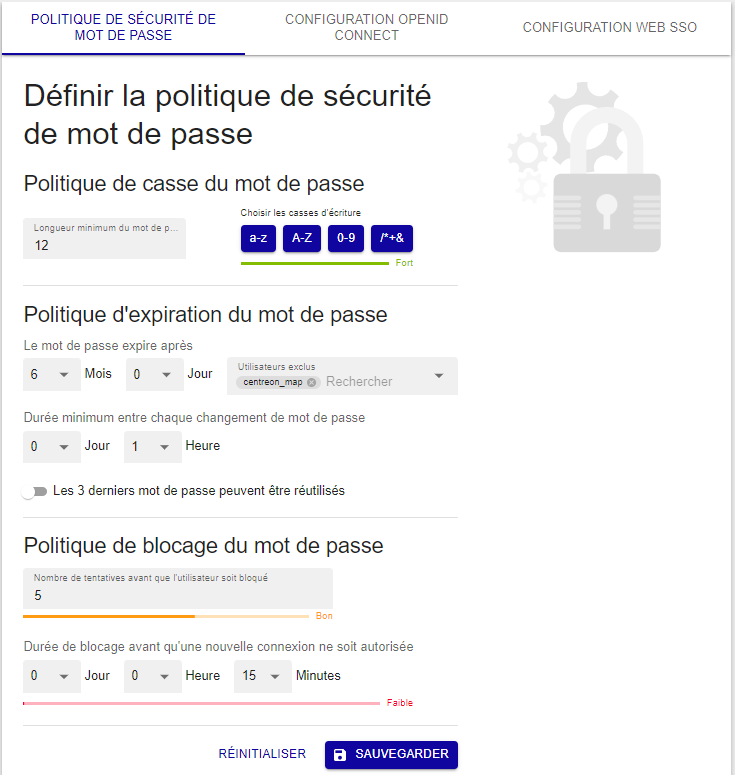 POLITIQUE DE SÉCURITÉ DE
MOT DE PASSE
CONFIGURATION OPENID
CONNECT
CONFIGURATION WEB SSO
Définir la politique de sécurité
de mot de passe
Politique de casse du mot de passe
Longueur minimum du mot de p...
12
Choisir les casses d'écriture
a-z A-Z 0-9 /*+&
Fort
Politique d'expiration du mot de passe
Le mot de passe expire après
6 Mois 0 Jour
Utilisateurs exclus
centreon_map Rechercher
Durée minimum entre chaque changement de mot de passe
0 Jour 1 Heure
Les 3 derniers mot de passe peuvent être réutilisés
Politique de blocage du mot de passe
Nombre de tentatives avant que l'utilisateur soit bloqué
5
Bon
Durée de blocage avant qu'une nouvelle connexion ne soit autorisée
0 Jour 0 Heure 15 Minutes
Faible
RÉINITIALISER SAUVEGARDER